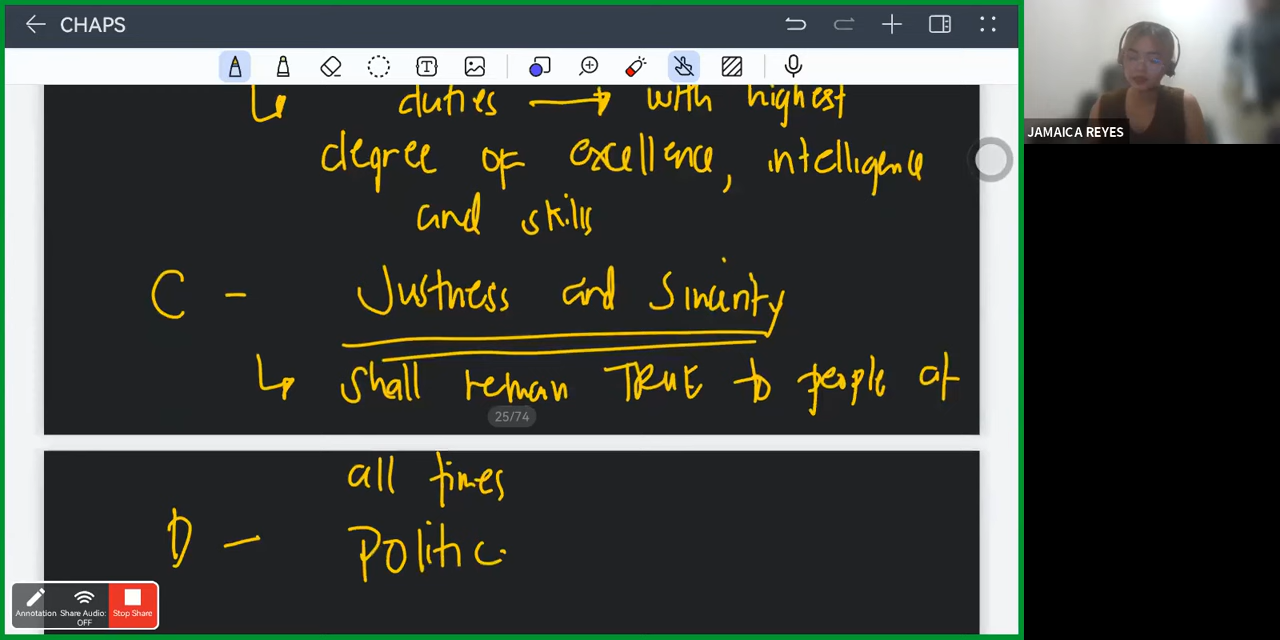 CHAPS
duties → with highest
degree of excellence, intelligence
and skills
C - Justness and Sincerity
↳ shall remain TRUE to people at
25/74
all times
D - Politic
JAMAICA REYES
Annotation
Share Audio: OFF
Stop Share